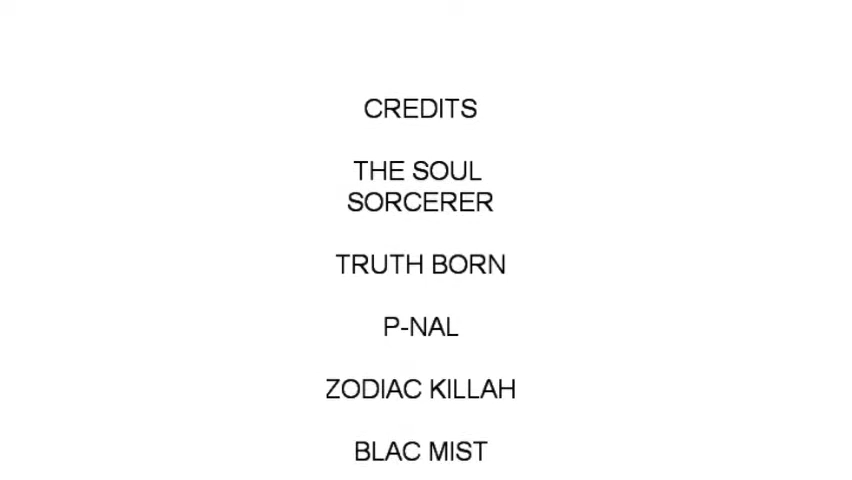 CREDITS
THE SOUL
SORCERER
TRUTH BORN
P-NAL
ZODIAC KILLAH
BLAC MIST